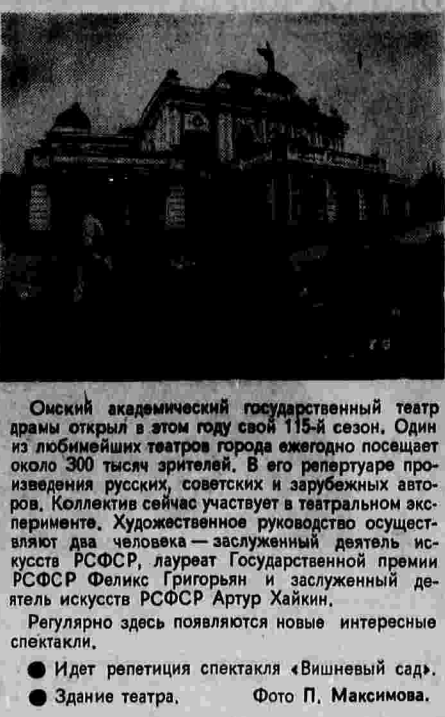 Омский академический государственный театр
драмы открыл в этом году свой 115-й сезон. Один
из любимейших театров города ежегодно посещает
около 300 тысяч зрителей. В его репертуаре про-
изведения русских, советских и зарубежных авто-
ров. Коллектив сейчас участвует в театральном экс-
перименте. Художественное руководство осущест-
вляют два человека — заслуженный деятель ис-
кусств РСФСР, лауреат Государственной премии
РСФСР Феликс Григорьян и заслуженный де-
ятель искусств РСФСР Артур Хайкин.
Регулярно здесь появляются новые интересные
спектакли.
● Идет репетиция спектакля «Вишневый сад».
● Здание театра. Фото П. Максимова.